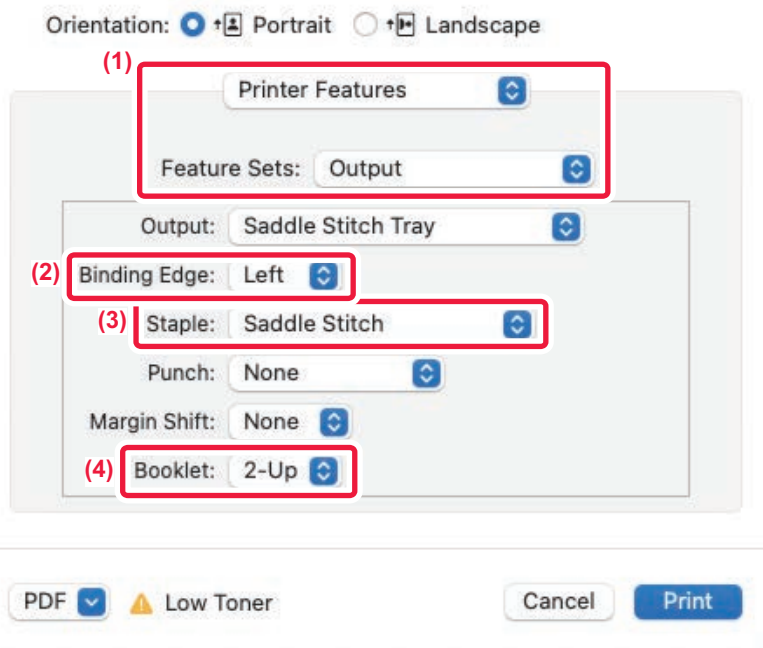 Orientation: Portrait Landscape
(1)
Printer Features
Feature Sets: Output
Output: Saddle Stitch Tray
(2) Binding Edge: Left
(3) Staple: Saddle Stitch
Punch: None
Margin Shift: None
(4) Booklet: 2-Up
PDF Low Toner Cancel Print